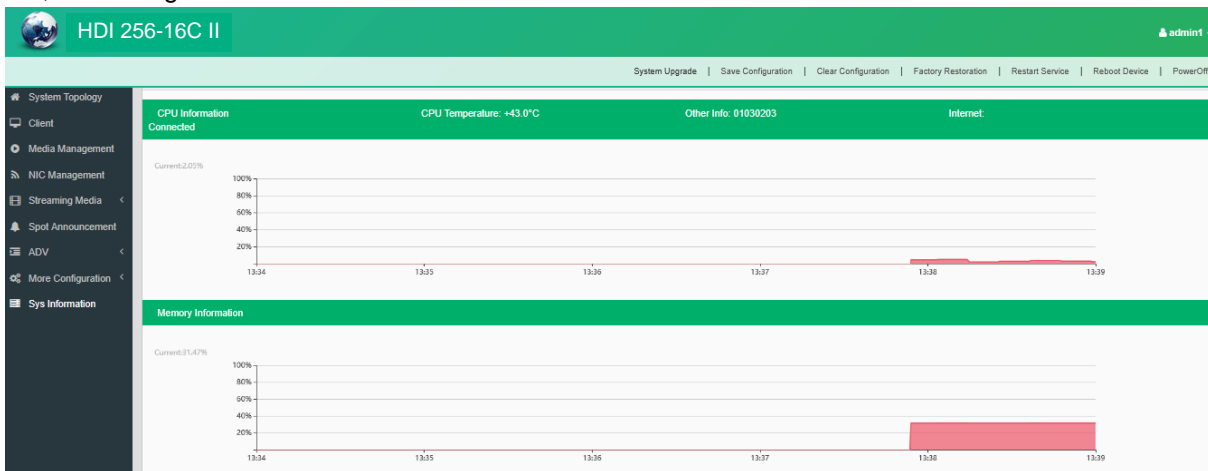 HDI 256-16C II
admin1
System Upgrade | Save Configuration | Clear Configuration | Factory Restoration | Restart Service | Reboot Device | PowerOff
System Topology
Client
Media Management
NIC Management
Streaming Media
Spot Announcement
ADV
More Configuration
Sys Information
CPU Information CPU Temperature: +43.0°C Other Info: 01030203 Internet:
Connected
Current:2.05%
100%
80%
60%
40%
20%
13:34 13:35 13:36 13:37 13:38 13:39
Memory Information
Current:31.47%
100%
80%
60%
40%
20%
13:34 13:35 13:36 13:37 13:38 13:39